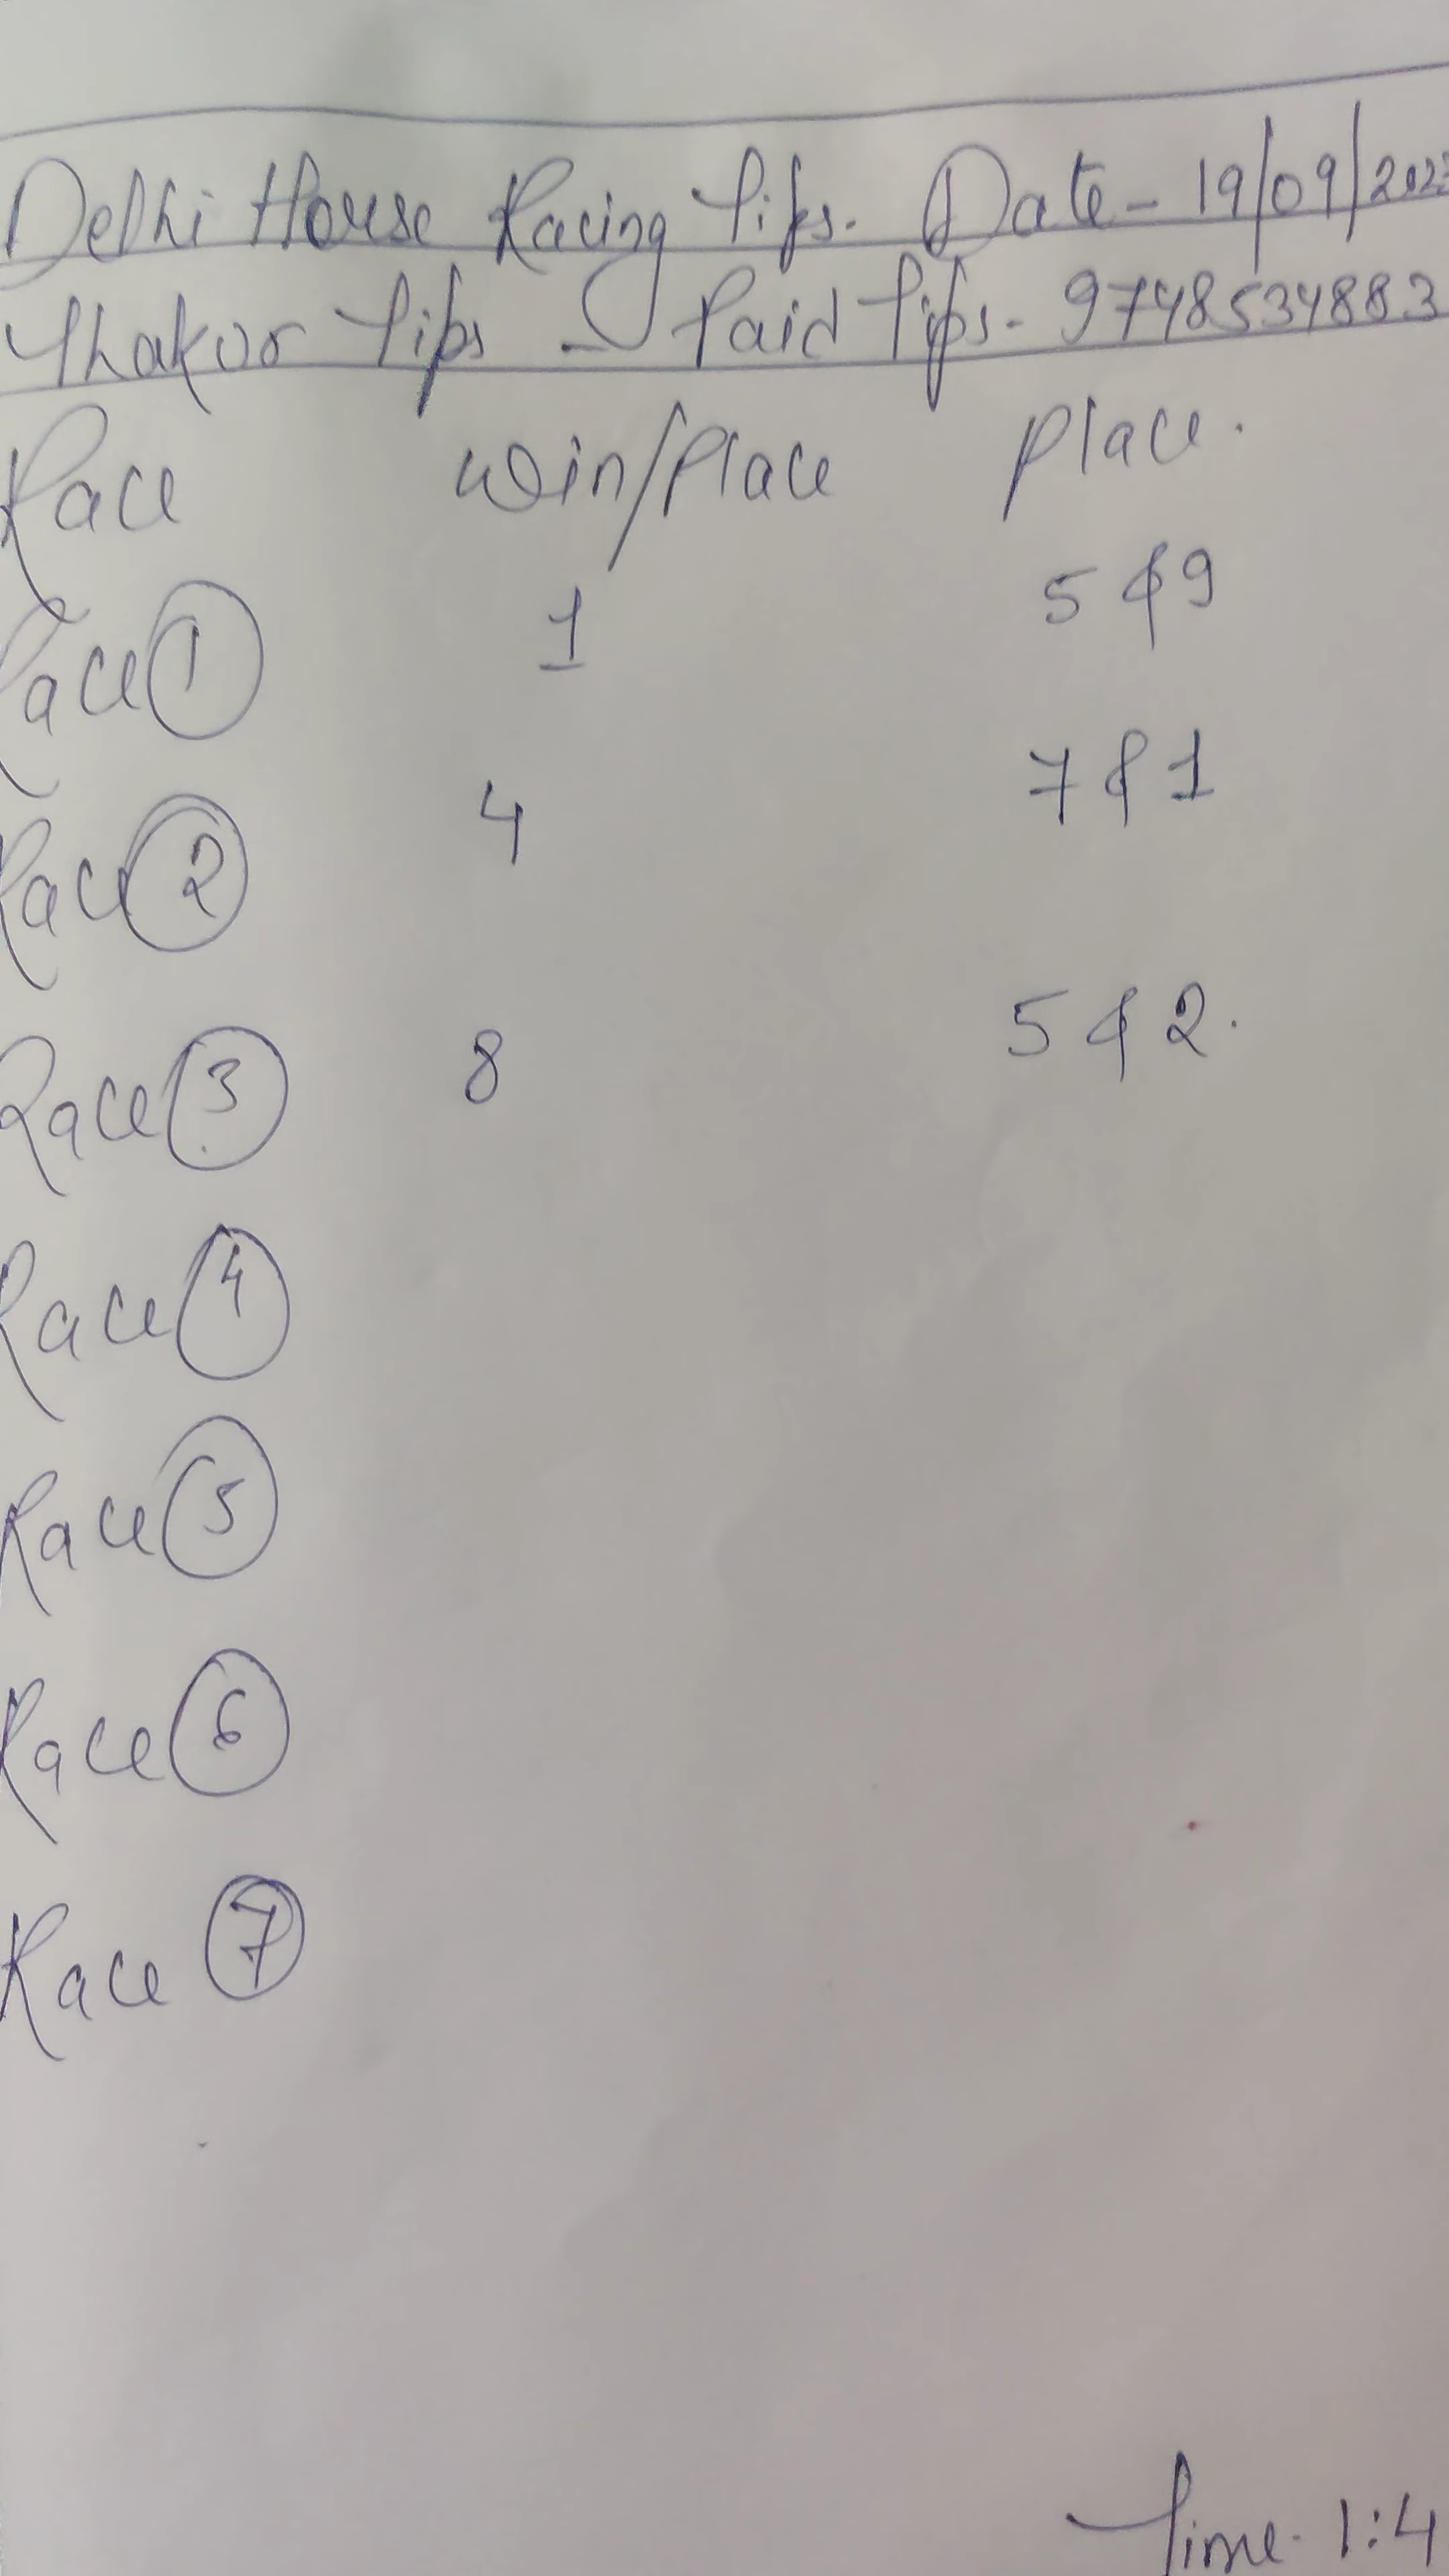 Delhi Horse Racing Tips. Date - 19/09/202
Thakor Tips - Paid Tips - 9748534883
Race Win/Place Place.
Race 1 1 5 & 9
Race 2 4 7 & 1
Race 3 8 5 & 2.
Race 4
Race 5
Race 6
Race 7
Time - 1:4